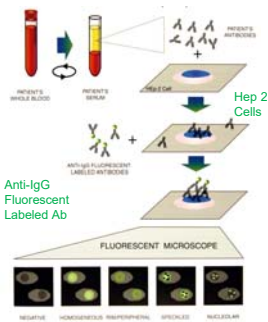 PATIENT'S
ANTIBODIES
PATIENT'S
WHOLE BLOOD
PATIENT'S
SERUM
HEp 2 Cell
Hep 2
Cells
ANTI-IgG FLUORESCENT
LABELED ANTIBODIES
Anti-IgG
Fluorescent
Labeled Ab
FLUORESCENT MICROSCOPE
NEGATIVE
HOMOGENEOUS
RIM/PERIPHERAL
SPECKLED
NUCLEOLAR